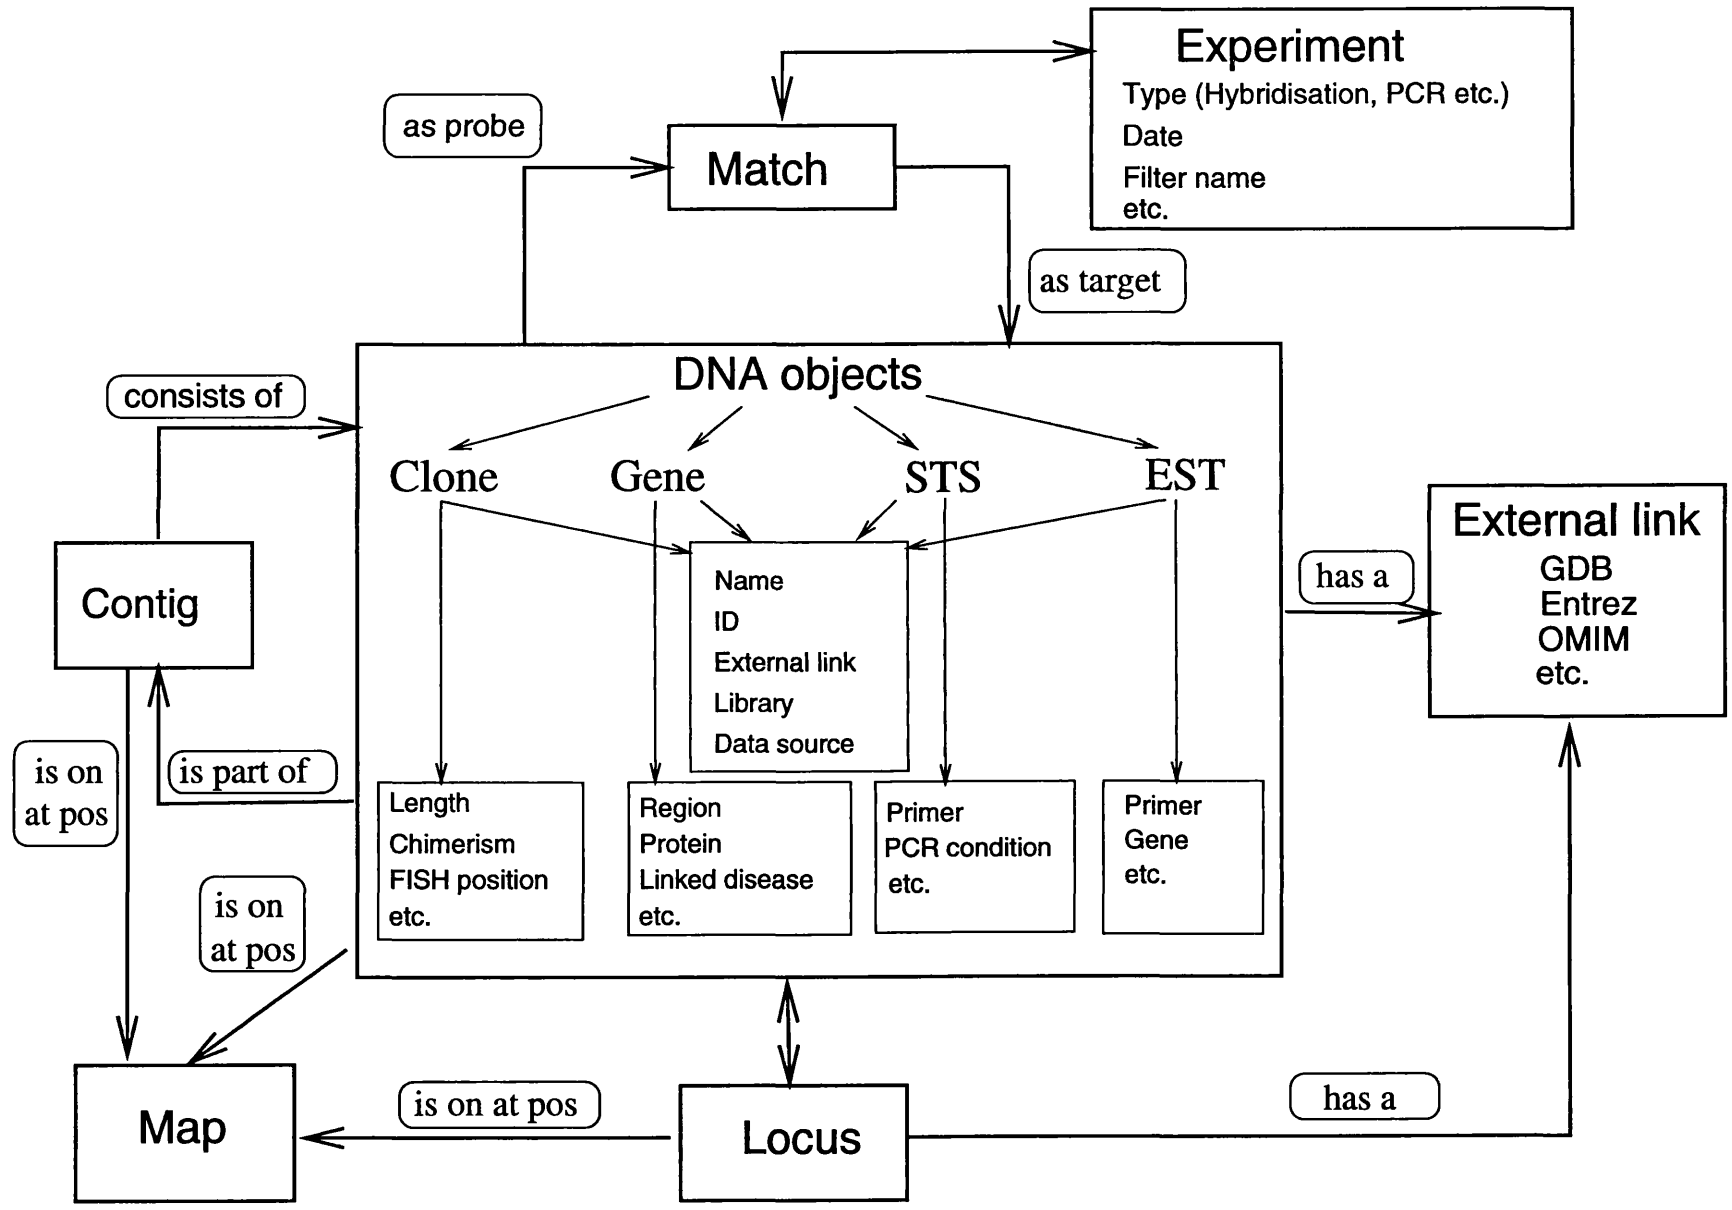 Experiment
Type (Hybridisation, PCR etc.)
Date
Filter name
etc.
as probe
Match
as target
DNA objects
consists of
Clone
Gene
STS
EST
External link
GDB
Entrez
OMIM
etc.
has a
Contig
Name
ID
External link
Library
Data source
is on
at pos
is part of
Length
Chimerism
FISH position
etc.
Region
Protein
Linked disease
etc.
Primer
PCR condition
etc.
Primer
Gene
etc.
is on
at pos
Map
is on at pos
Locus
has a